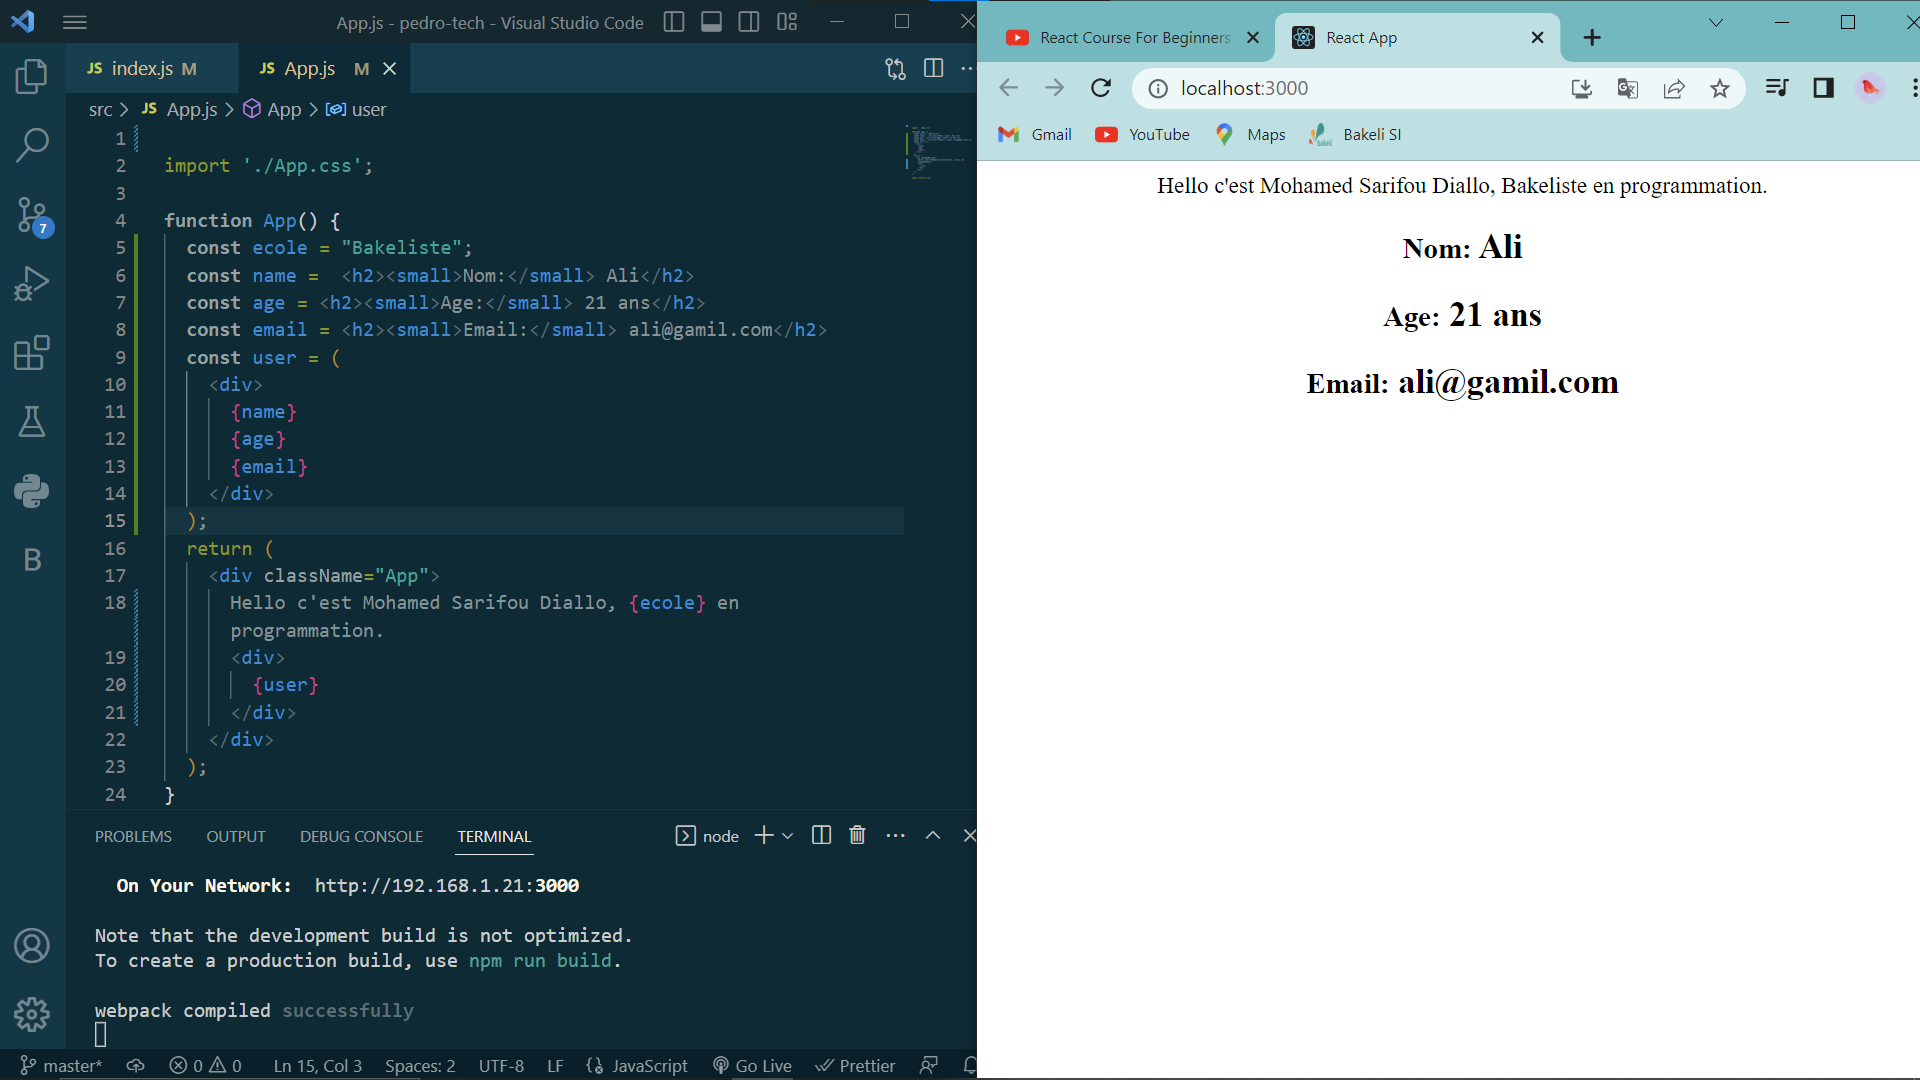 App.js - pedro-tech - Visual Studio Code
JS index.js M
JS App.js M
src > JS App.js > App > user
1
2 import './App.css';
3
4 function App() {
5 const ecole = "Bakeliste";
6 const name =  <h2><small>Nom:</small> Ali</h2>
7 const age = <h2><small>Age:</small> 21 ans</h2>
8 const email = <h2><small>Email:</small> ali@gamil.com</h2>
9 const user = (
10 <div>
11 {name}
12 {age}
13 {email}
14 </div>
15 );
16 return (
17 <div className="App">
18 Hello c'est Mohamed Sarifou Diallo, {ecole} en
programmation.
19 <div>
20 {user}
21 </div>
22 </div>
23 );
24 }
PROBLEMS OUTPUT DEBUG CONSOLE TERMINAL node
On Your Network: http://192.168.1.21:3000
Note that the development build is not optimized.
To create a production build, use npm run build.
webpack compiled successfully
7
B
master* 0 0 Ln 15, Col 3 Spaces: 2 UTF-8 LF JavaScript Go Live Prettier
React Course For Beginners
React App
localhost:3000
Gmail YouTube Maps Bakeli SI
Hello c'est Mohamed Sarifou Diallo, Bakeliste en programmation.
Nom: Ali
Age: 21 ans
Email: ali@gamil.com